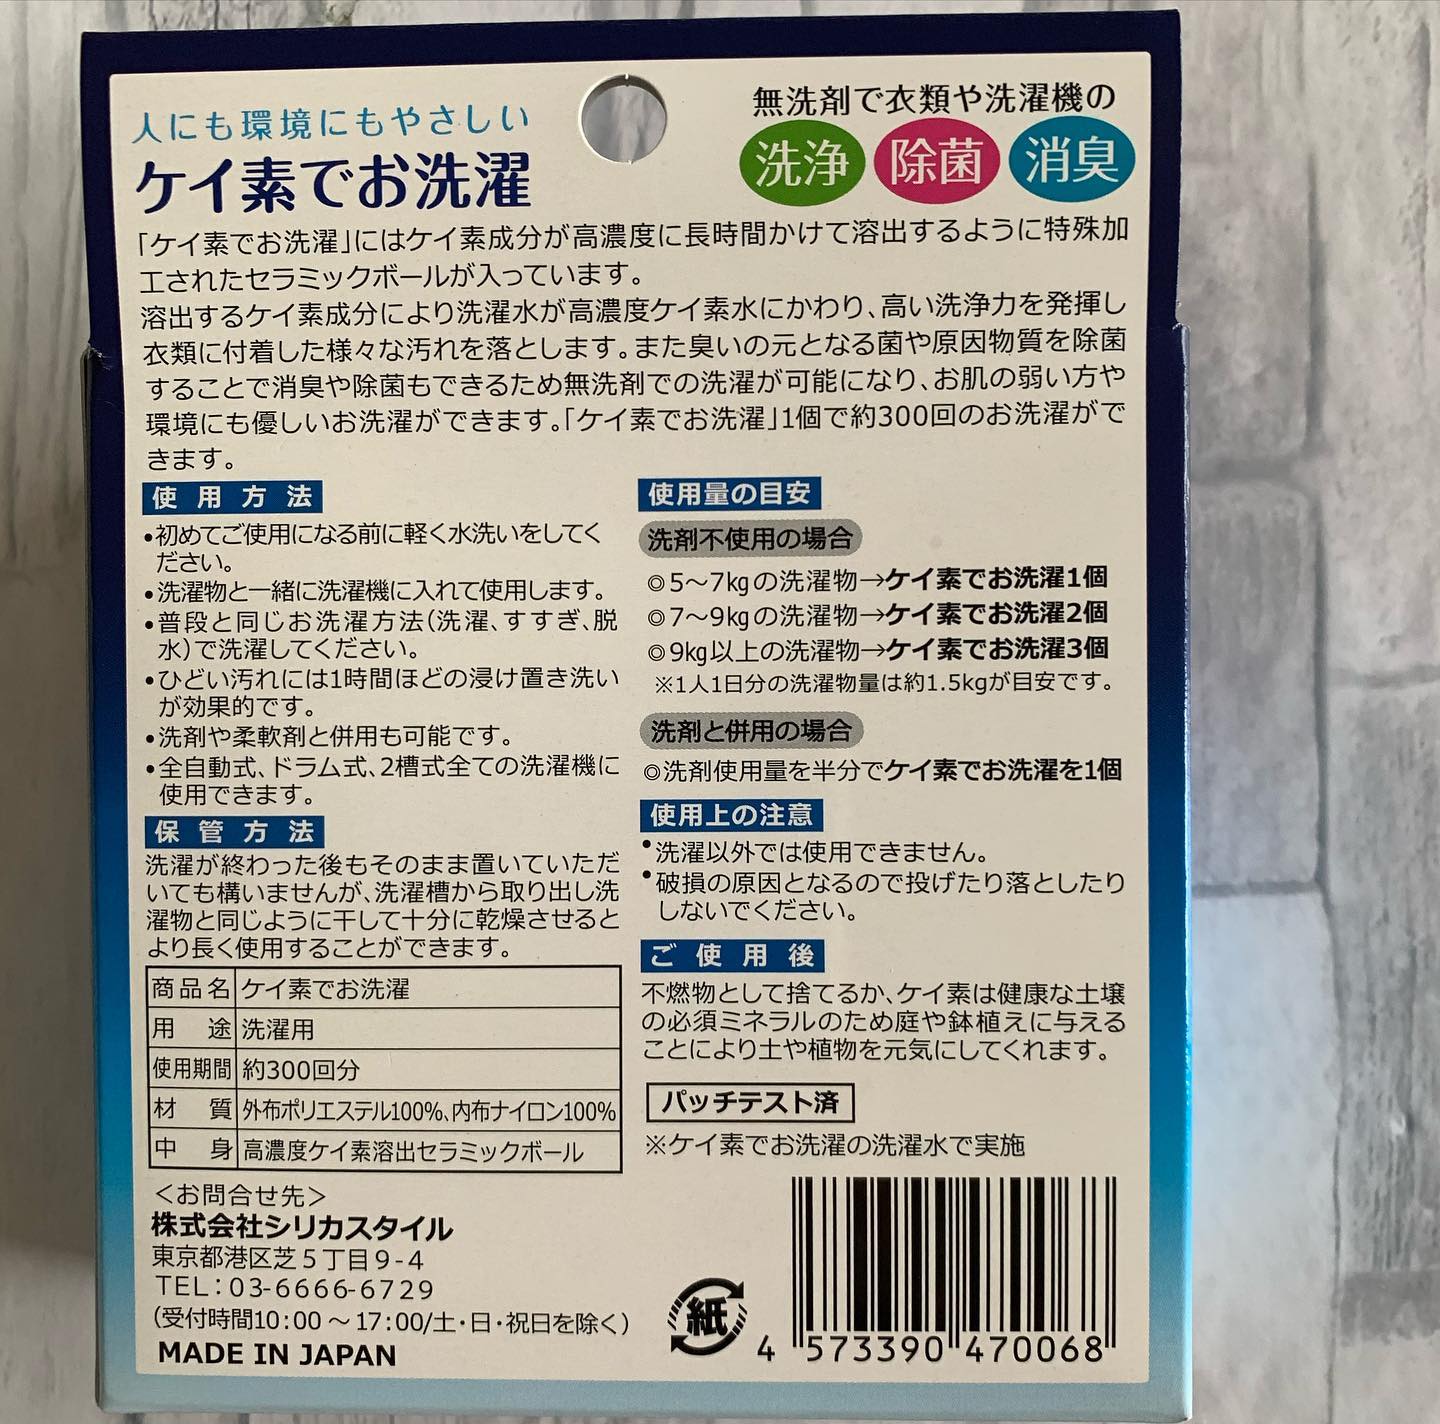 人にも環境にもやさしい
ケイ素でお洗濯
無洗剤で衣類や洗濯機の
洗浄 除菌 消臭
「ケイ素でお洗濯」にはケイ素成分が高濃度に長時間かけて溶出するように特殊加
工されたセラミックボールが入っています。
溶出するケイ素成分により洗濯水が高濃度ケイ素水にかわり、高い洗浄力を発揮し
衣類に付着した様々な汚れを落とします。また臭いの元となる菌や原因物質を除菌
することで消臭や除菌もできるため無洗剤での洗濯が可能になり、お肌の弱い方や
環境にも優しいお洗濯ができます。「ケイ素でお洗濯」1個で約300回のお洗濯がで
きます。
使用方法
•初めてご使用になる前に軽く水洗いをしてく
ださい。
•洗濯物と一緒に洗濯機に入れて使用します。
•普段と同じお洗濯方法(洗濯、すすぎ、脱
水)で洗濯してください。
•ひどい汚れには1時間ほどの浸け置き洗い
が効果的です。
•洗剤や柔軟剤と併用も可能です。
•全自動式、ドラム式、2槽式全ての洗濯機に
使用できます。
保管方法
洗濯が終わった後もそのまま置いていただ
いても構いませんが、洗濯槽から取り出し洗
濯物と同じように干して十分に乾燥させると
より長く使用することができます。
商品名 ケイ素でお洗濯
用途 洗濯用
使用期間 約300回分
材質 外布ポリエステル100%、内布ナイロン100%
中身 高濃度ケイ素溶出セラミックボール
<お問合せ先>
株式会社シリカスタイル
東京都港区芝5丁目9-4
TEL:03-6666-6729
(受付時間10:00～17:00/土・日・祝日を除く)
MADE IN JAPAN
使用量の目安
洗剤不使用の場合
◎5～7kgの洗濯物→ケイ素でお洗濯1個
◎7～9kgの洗濯物→ケイ素でお洗濯2個
◎9kg以上の洗濯物→ケイ素でお洗濯3個
※1人1日分の洗濯物量は約1.5kgが目安です。
洗剤と併用の場合
◎洗剤使用量を半分でケイ素でお洗濯を1個
使用上の注意
•洗濯以外では使用できません。
•破損の原因となるので投げたり落としたり
しないでください。
ご使用後
不燃物として捨てるか、ケイ素は健康な土壌
の必須ミネラルのため庭や鉢植えに与える
ことにより土や植物を元気にしてくれます。
パッチテスト済
※ケイ素でお洗濯の洗濯水で実施
紙
4 573390 470068